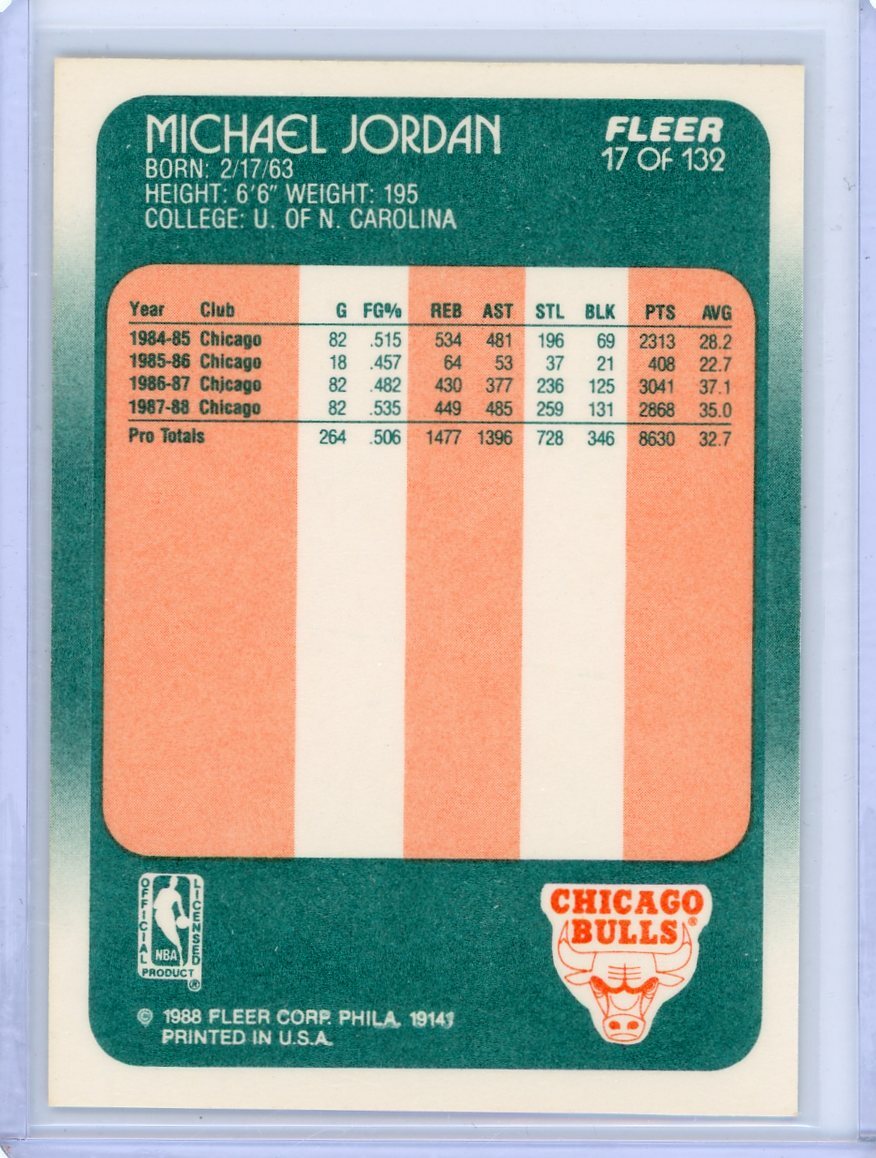 MICHAEL JORDAN
FLEER
17 OF 132
BORN: 2/17/63
HEIGHT: 6'6" WEIGHT: 195
COLLEGE: U. OF N. CAROLINA
Year Club G FG% REB AST STL BLK PTS AVG
1984-85 Chicago 82 .515 534 481 196 69 2313 28.2
1985-86 Chicago 18 .457 64 53 37 21 408 22.7
1986-87 Chicago 82 .482 430 377 236 125 3041 37.1
1987-88 Chicago 82 .535 449 485 259 131 2868 35.0
Pro Totals 264 .506 1477 1396 728 346 8630 32.7
OFFICIAL LICENSED
NBA
PRODUCT ®
CHICAGO
BULLS®
© 1988 FLEER CORP. PHILA. 19141
PRINTED IN U.S.A.